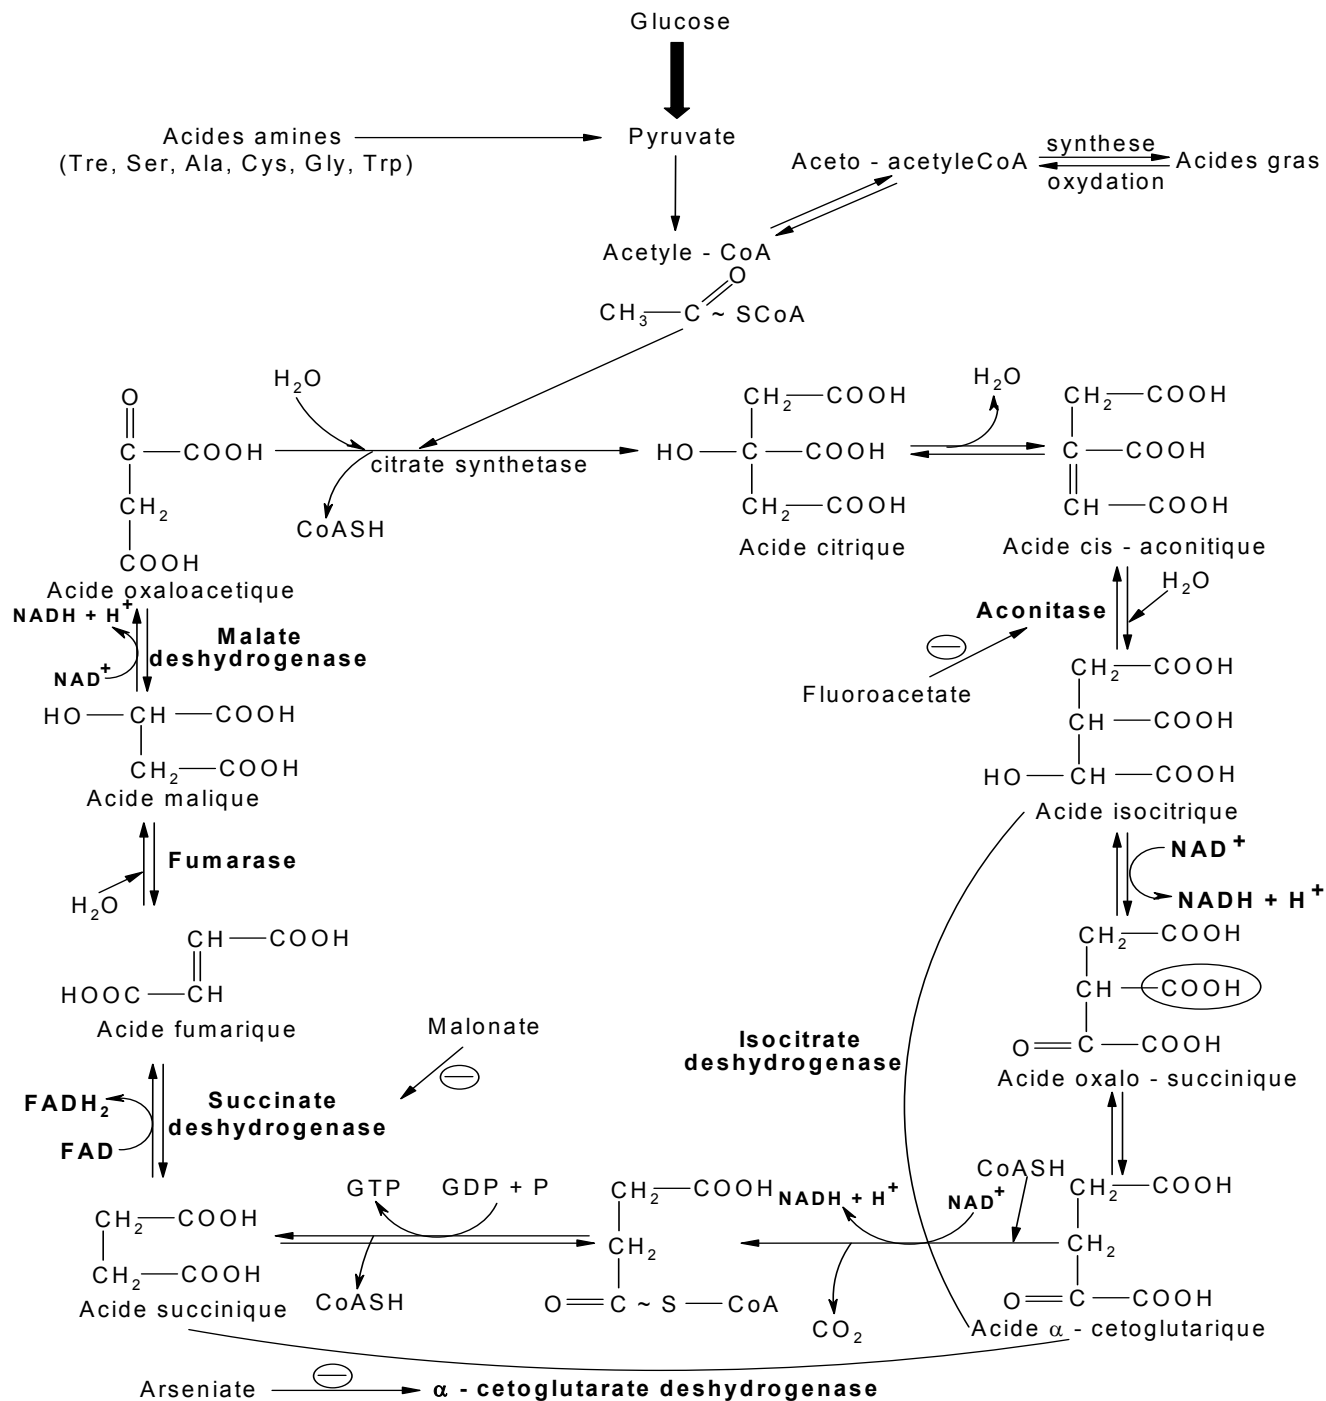 Glucose
Acides amines
(Tre, Ser, Ala, Cys, Gly, Trp)
Pyruvate
Aceto - acetyleCoA
synthese
oxydation
Acides gras
Acetyle - CoA
O
CH3 C ~ SCoA
H2O
O
C COOH
CH2
COOH
Acide oxaloacetique
citrate synthetase
CoASH
CH2 COOH
HO C COOH
CH2 COOH
Acide citrique
H2O
CH2 COOH
C COOH
CH COOH
Acide cis - aconitique
H2O
Aconitase
Fluoroacetate
CH2 COOH
CH COOH
HO CH COOH
Acide isocitrique
NAD+
NADH + H+
CH2 COOH
CH COOH
O C COOH
Acide oxalo - succinique
Isocitrate
deshydrogenase
CH2 COOH
CH2
O C COOH
Acide α - cetoglutarique
CoASH
NAD+
NADH + H+
CO2
CH2 COOH
CH2
O C ~ S CoA
GDP + P
GTP
CoASH
CH2 COOH
CH2 COOH
Acide succinique
Arseniate
α - cetoglutarate deshydrogenase
FAD
FADH2
Succinate
deshydrogenase
Malonate
CH COOH
HOOC CH
Acide fumarique
H2O
Fumarase
HO CH COOH
CH2 COOH
Acide malique
NAD+
NADH + H+
Malate
deshydrogenase